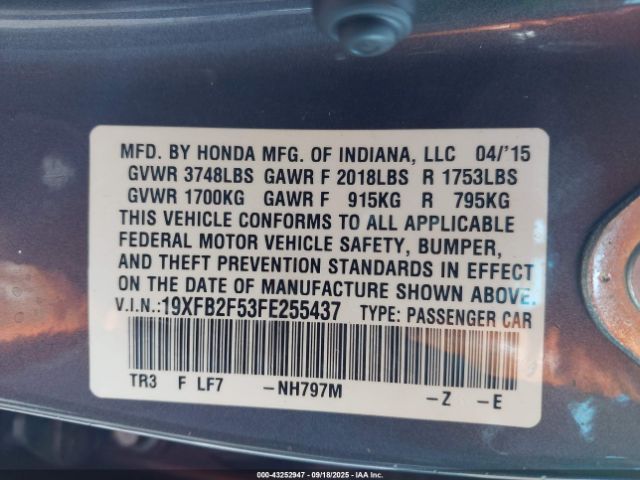 MFD. BY HONDA MFG. OF INDIANA, LLC 04/'15
GVWR 3748LBS GAWR F 2018LBS R 1753LBS
GVWR 1700KG GAWR F 915KG R 795KG
THIS VEHICLE CONFORMS TO ALL APPLICABLE
FEDERAL MOTOR VEHICLE SAFETY, BUMPER,
AND THEFT PREVENTION STANDARDS IN EFFECT
ON THE DATE OF MANUFACTURE SHOWN ABOVE.
V.I.N.:19XFB2F53FE255437 TYPE: PASSENGER CAR
TR3 F LF7 -NH797M -Z -E
© 43252947 - 09/18/2025 - IAA Inc.